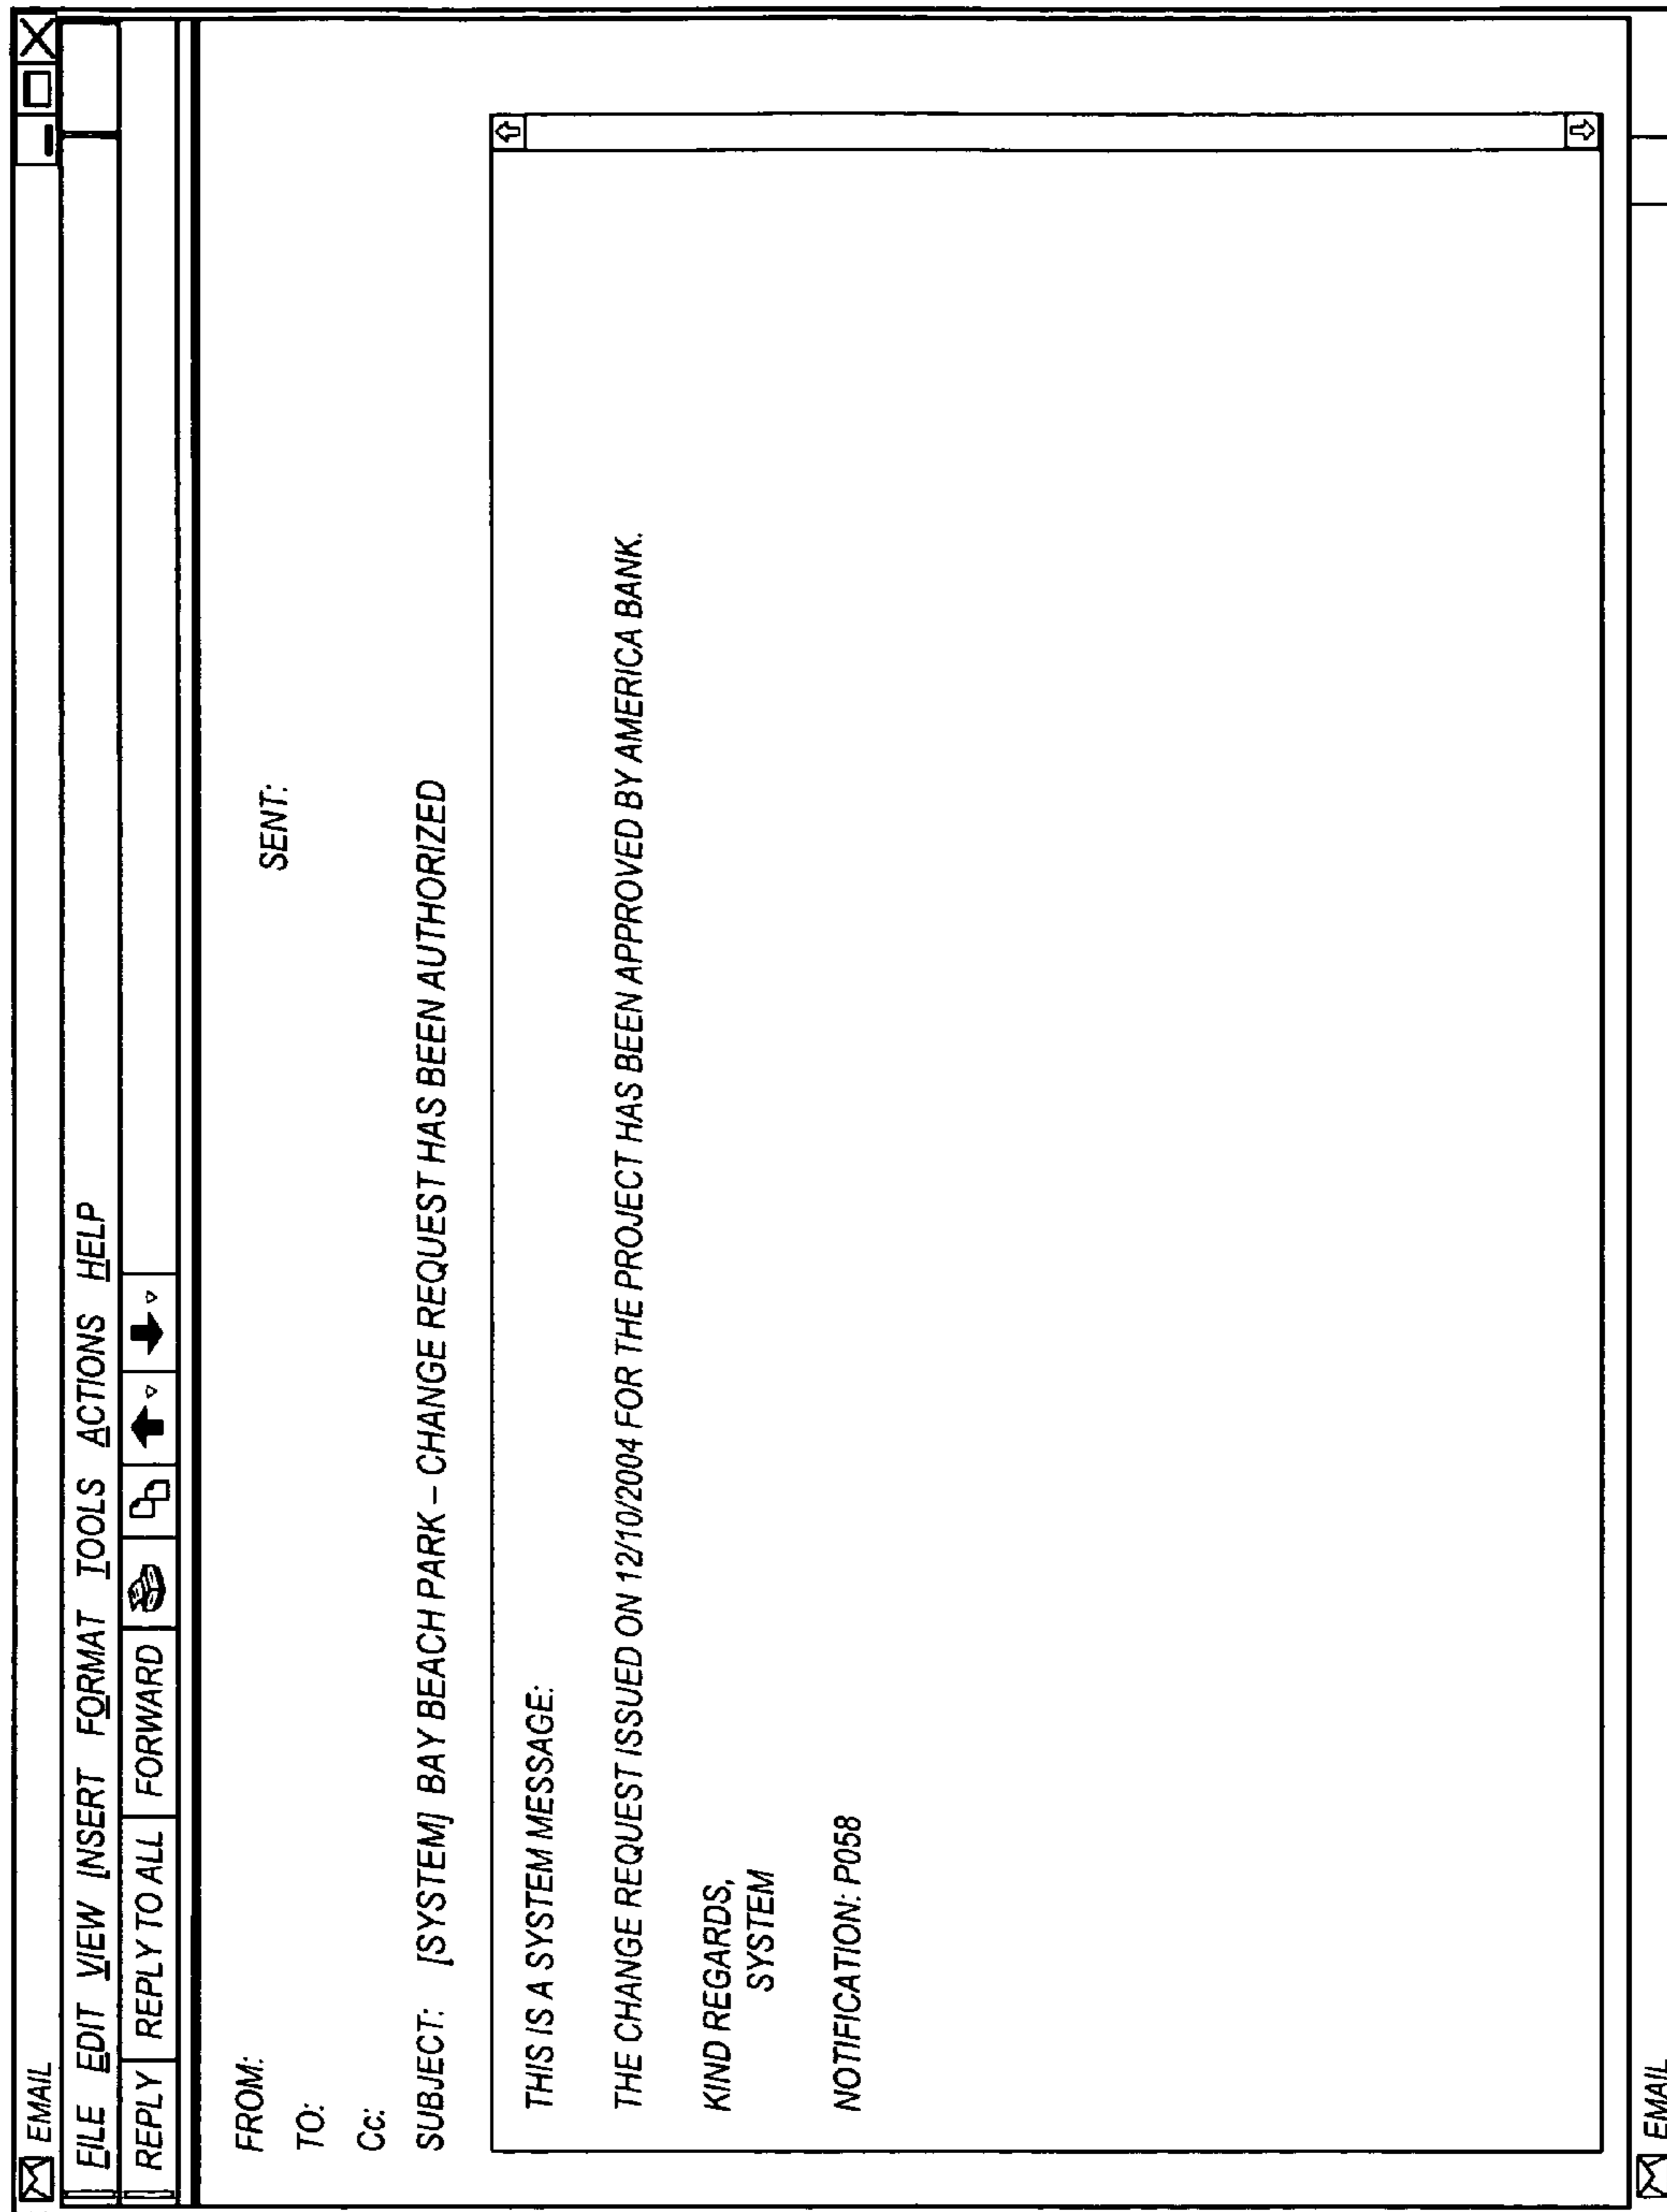 EMAIL
FILE EDIT VIEW INSERT FORMAT TOOLS ACTIONS HELP
REPLY REPLY TO ALL FORWARD
FROM:
SENT:
TO:
Cc:
SUBJECT: [SYSTEM] BAY BEACH PARK – CHANGE REQUEST HAS BEEN AUTHORIZED
THIS IS A SYSTEM MESSAGE:
THE CHANGE REQUEST ISSUED ON 12/10/2004 FOR THE PROJECT HAS BEEN APPROVED BY AMERICA BANK.
KIND REGARDS,
SYSTEM
NOTIFICATION: P058
EMAIL